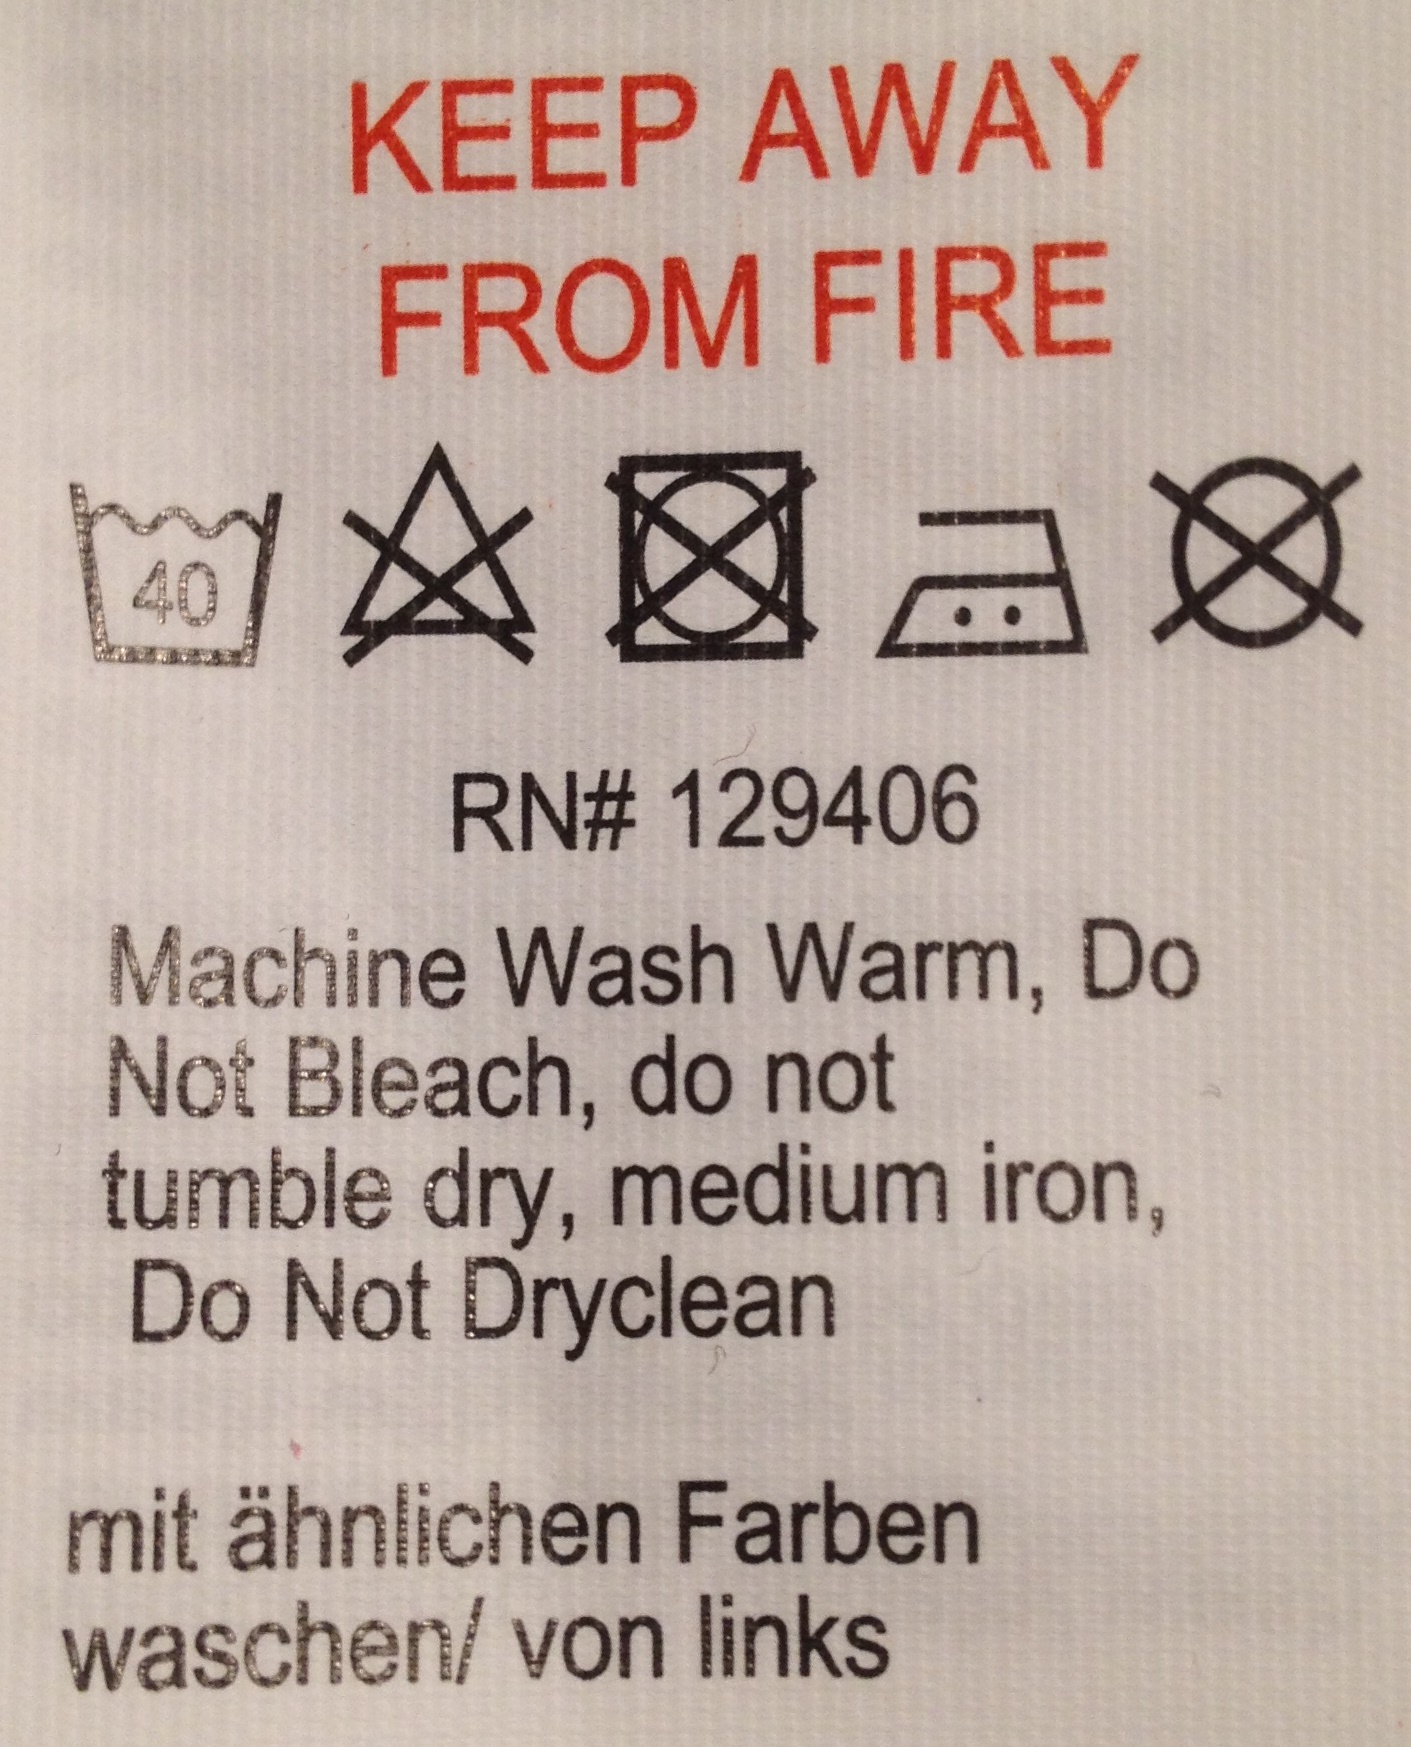 KEEP AWAY
FROM FIRE
40
RN# 129406
Machine Wash Warm, Do
Not Bleach, do not
tumble dry, medium iron,
Do Not Dryclean
mit ähnlichen Farben
waschen/ von links